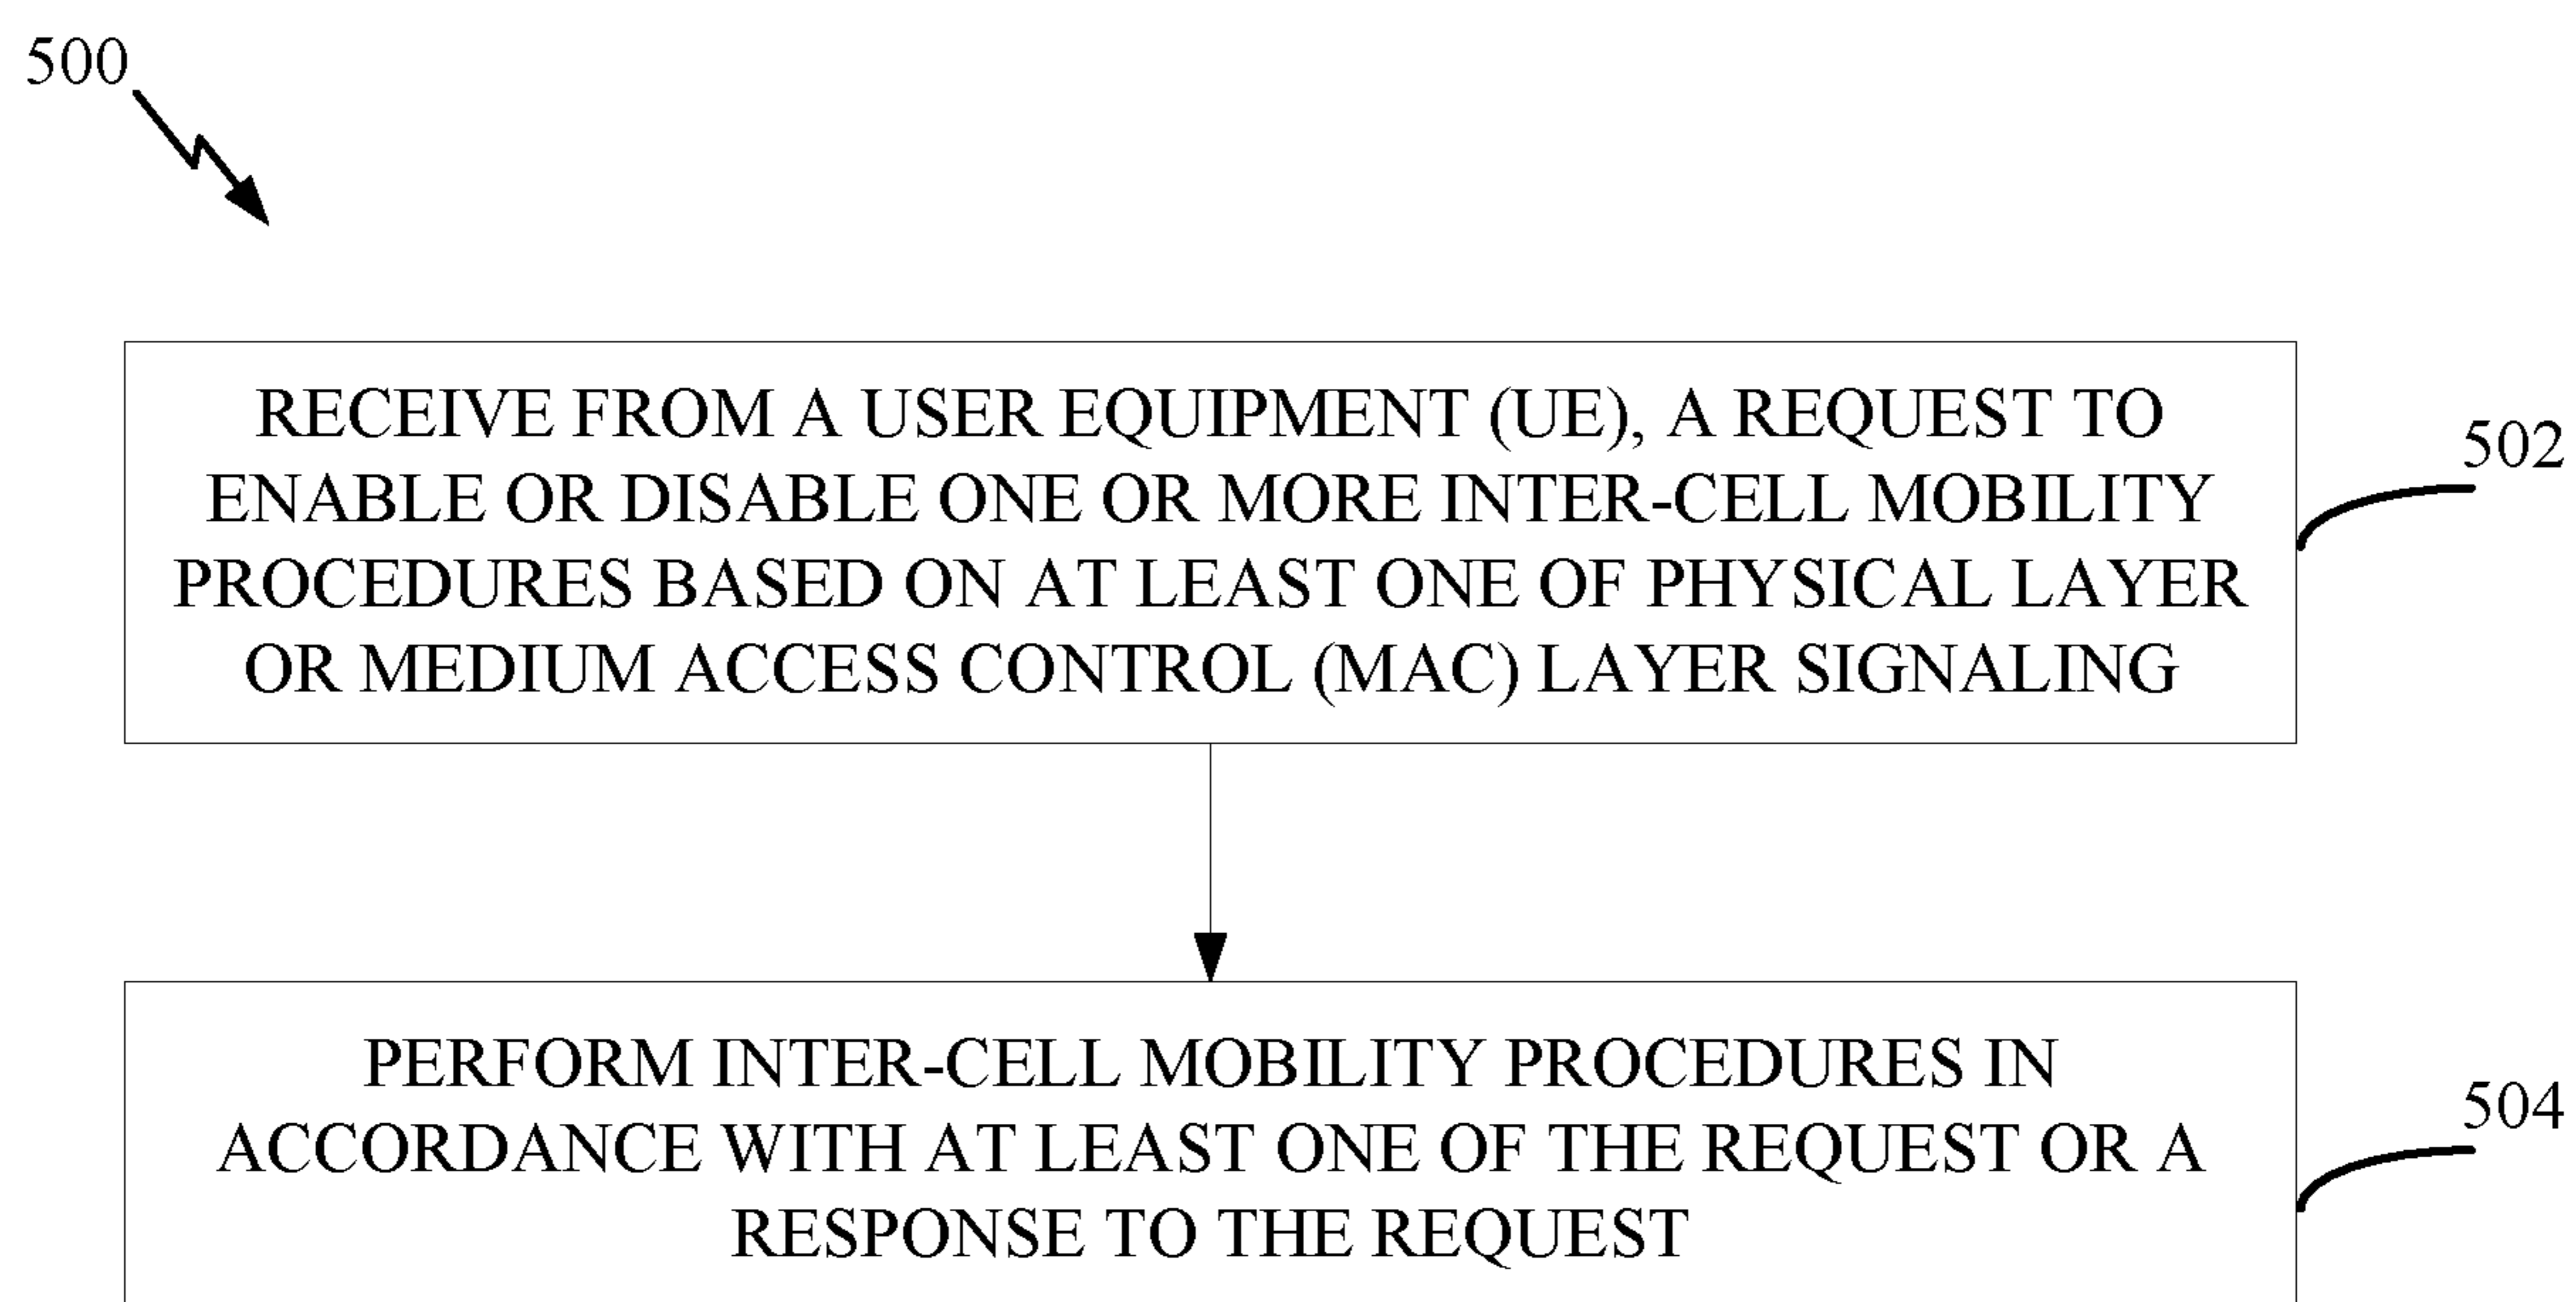 500
RECEIVE FROM A USER EQUIPMENT (UE), A REQUEST TO
ENABLE OR DISABLE ONE OR MORE INTER-CELL MOBILITY
PROCEDURES BASED ON AT LEAST ONE OF PHYSICAL LAYER
OR MEDIUM ACCESS CONTROL (MAC) LAYER SIGNALING
502
PERFORM INTER-CELL MOBILITY PROCEDURES IN
ACCORDANCE WITH AT LEAST ONE OF THE REQUEST OR A
RESPONSE TO THE REQUEST
504